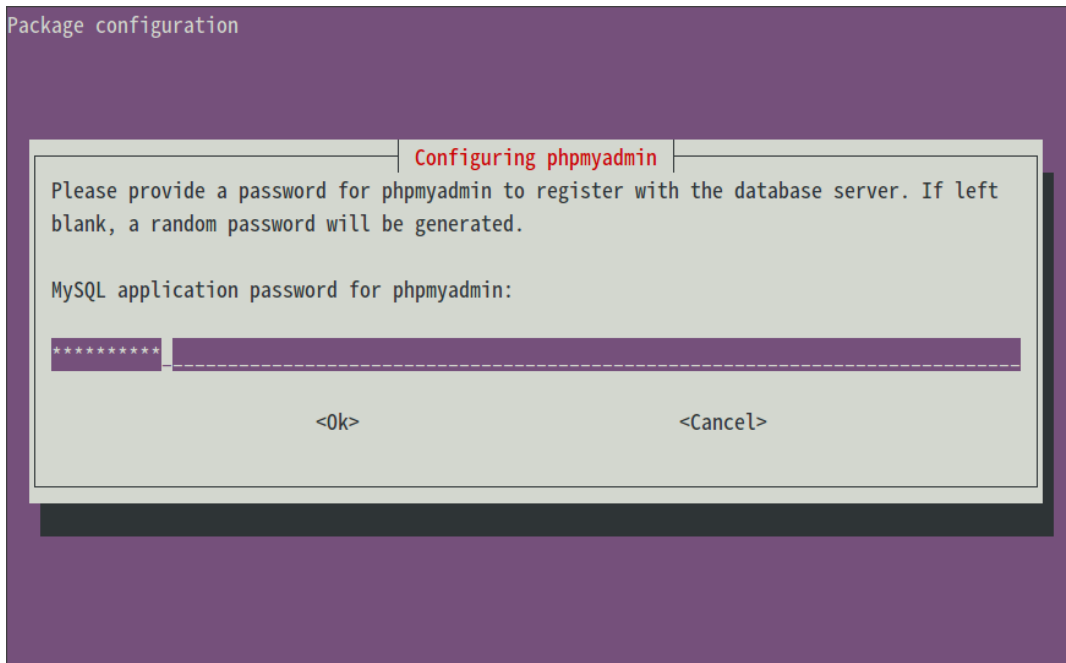 Package configuration
Configuring phpmyadmin
Please provide a password for phpmyadmin to register with the database server. If left
blank, a random password will be generated.
MySQL application password for phpmyadmin:
**********_______________________________________________________________________________
<Ok> <Cancel>